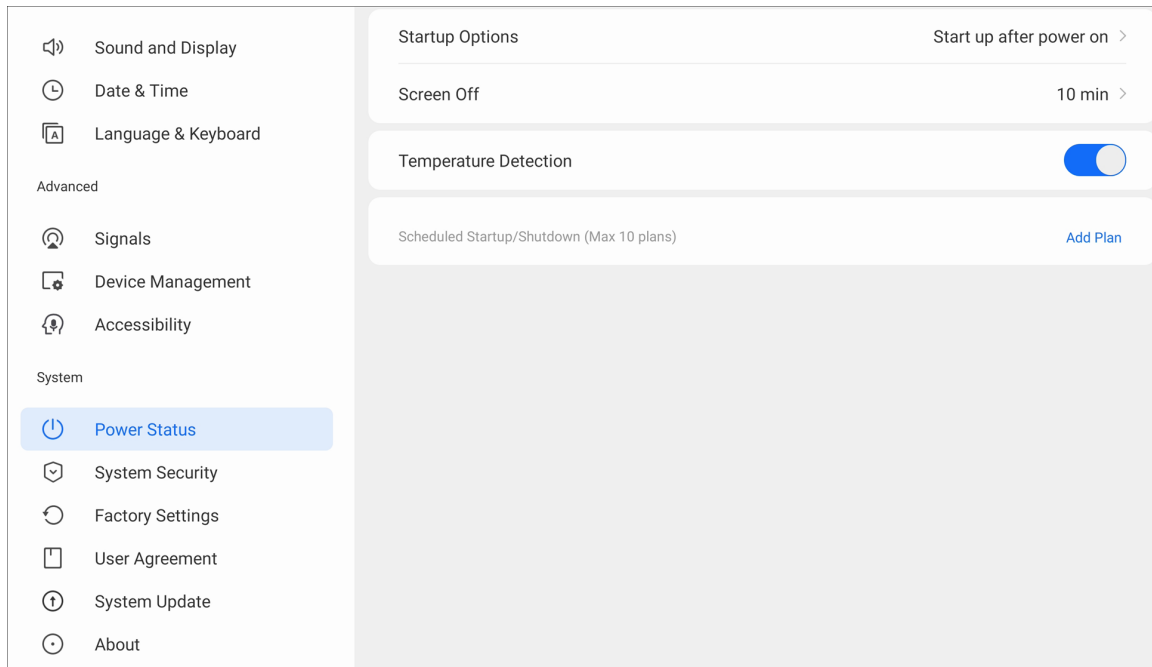 Sound and Display
Date & Time
Language & Keyboard
Advanced
Signals
Device Management
Accessibility
System
Power Status
System Security
Factory Settings
User Agreement
System Update
About
Startup Options
Start up after power on
Screen Off
10 min
Temperature Detection
Scheduled Startup/Shutdown (Max 10 plans)
Add Plan